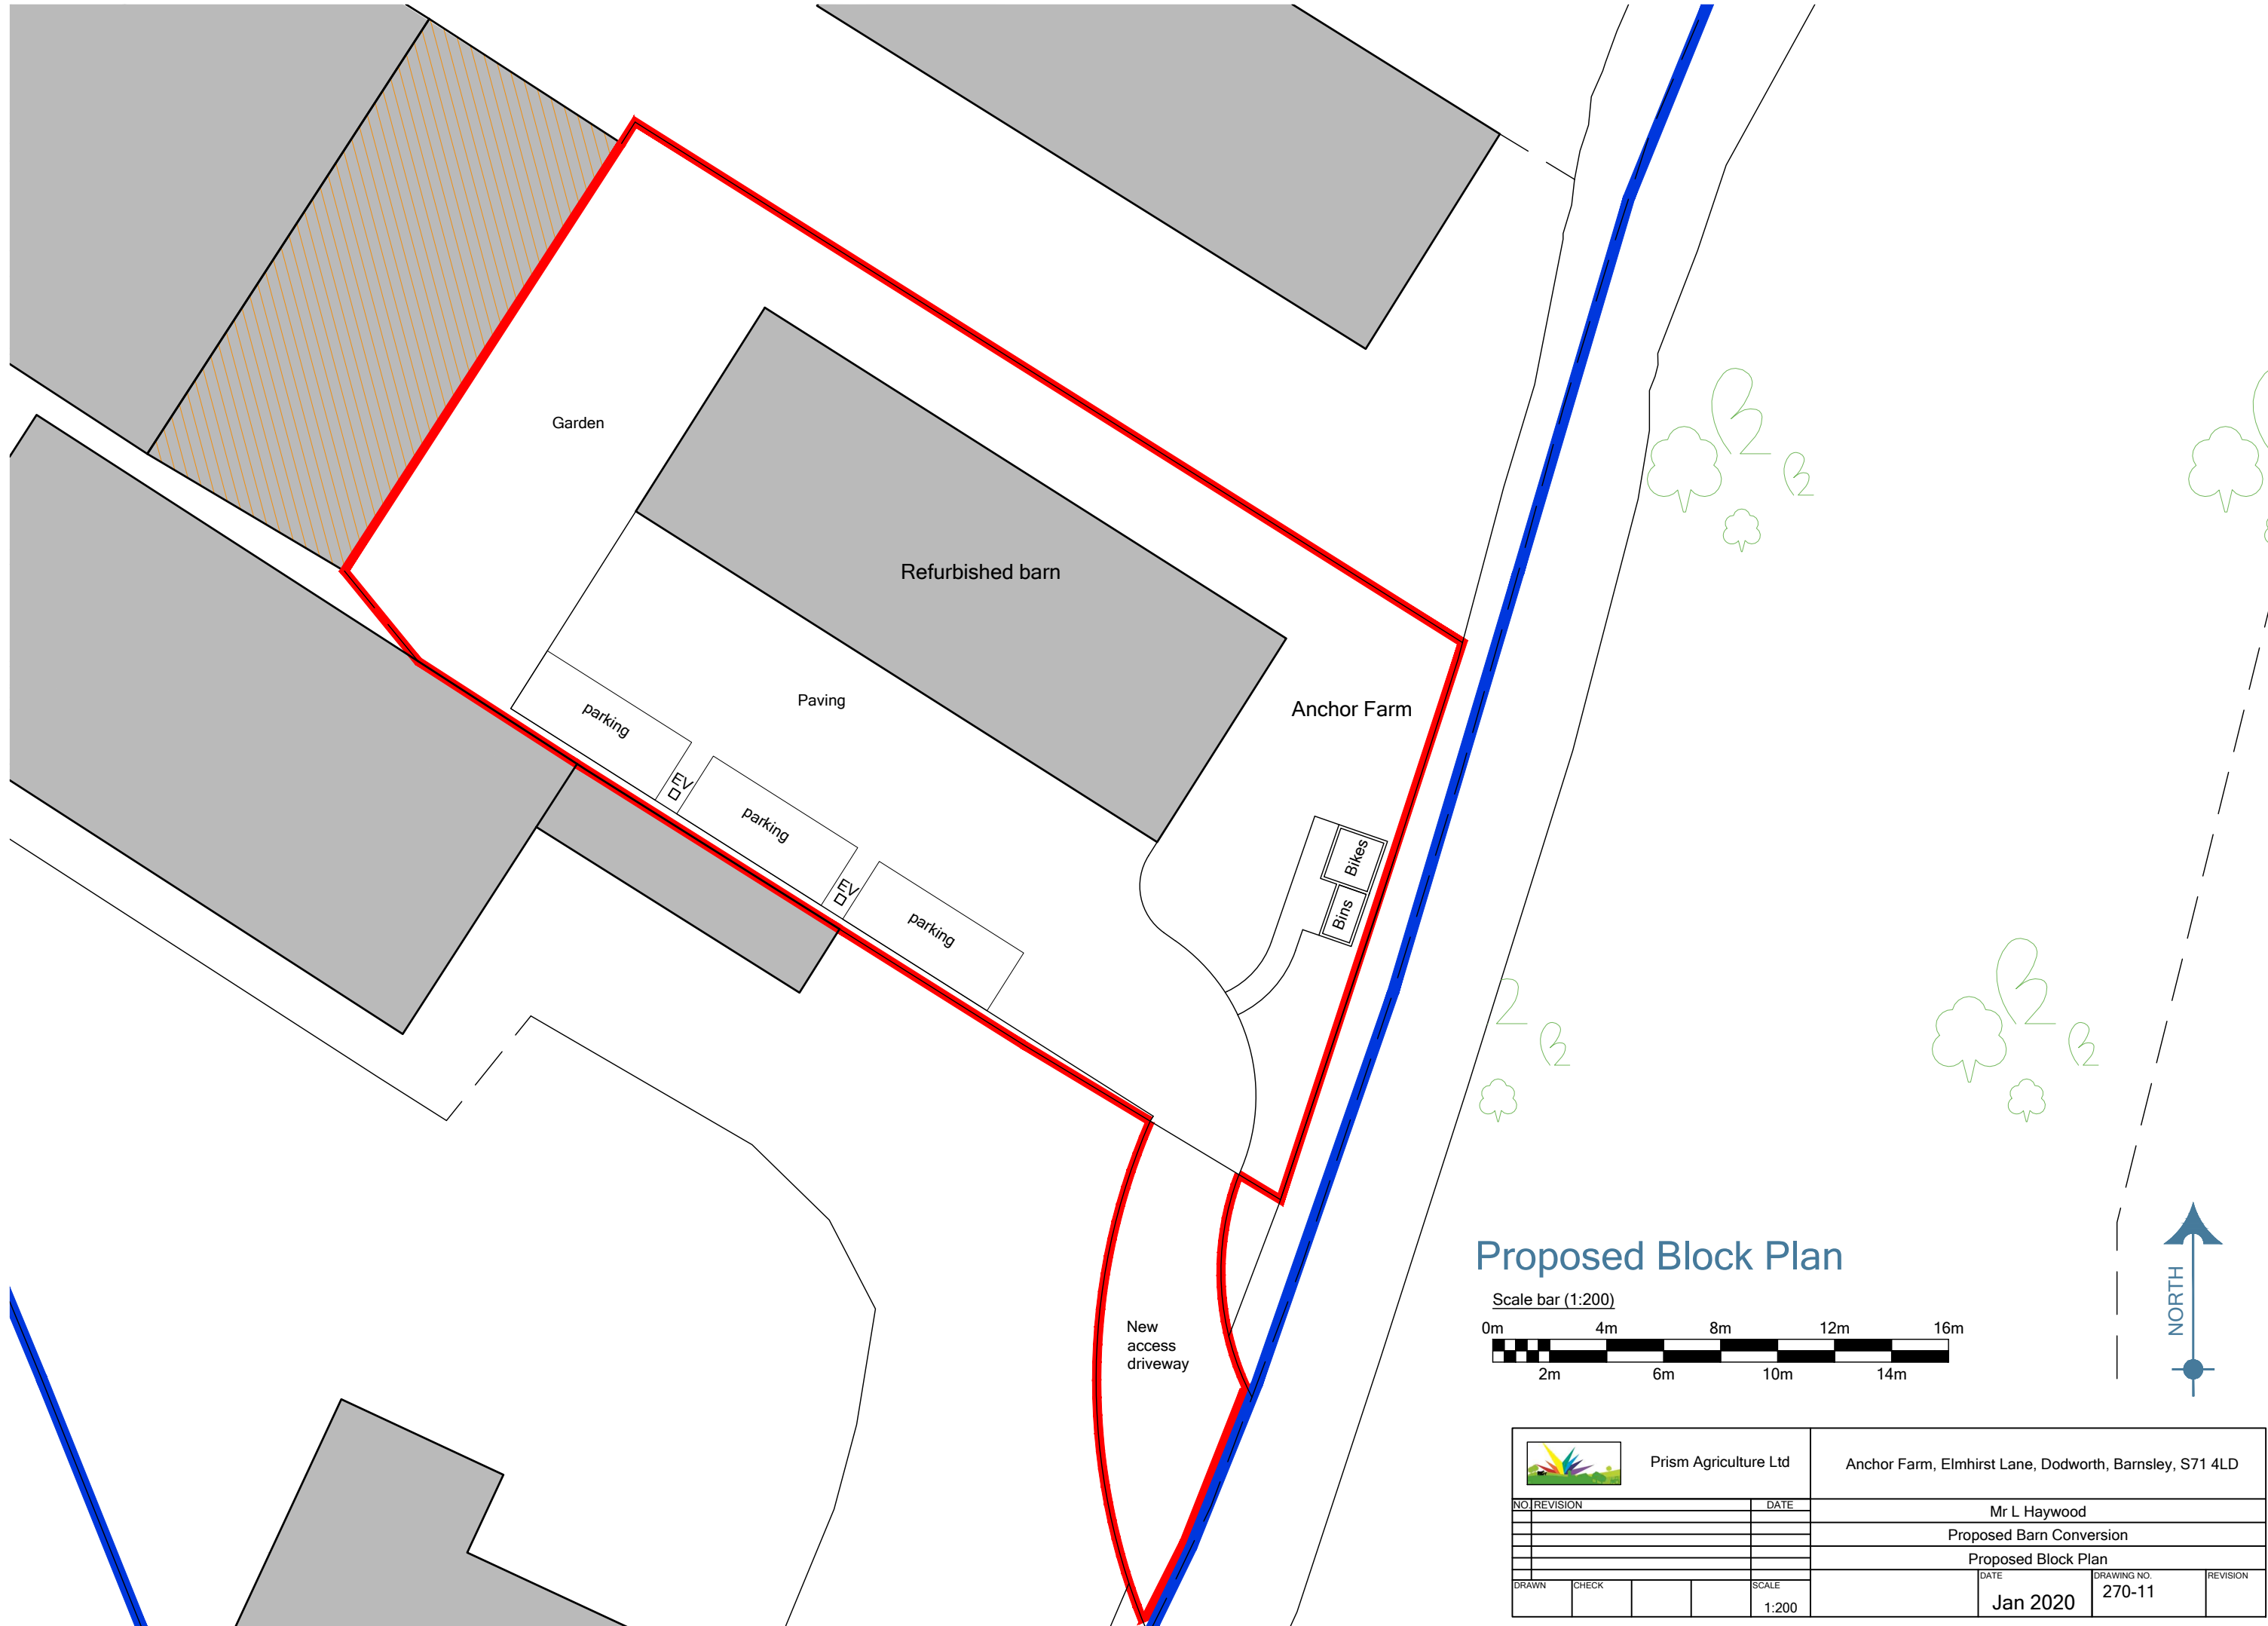 Garden
Refurbished barn
Paving
Anchor Farm
parking
EV
parking
EV
parking
Bikes
Bins
New
access
driveway
Proposed Block Plan
Scale bar (1:200)
0m 4m 8m 12m 16m
2m 6m 10m 14m
NORTH
Prism Agriculture Ltd
Anchor Farm, Elmhirst Lane, Dodworth, Barnsley, S71 4LD
NO. REVISION DATE
Mr L Haywood
Proposed Barn Conversion
Proposed Block Plan
DRAWN CHECK SCALE
1:200
DATE
Jan 2020
DRAWING NO.
270-11
REVISION